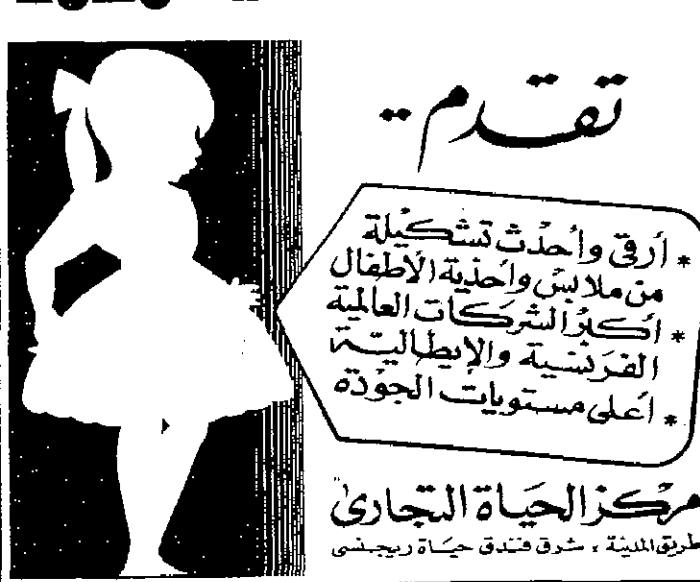 تقدم ..
* أرقى وأحدث تشكيلة
من ملابس وأحذية الأطفال
* أكثر الشركات العالمية
الفرنسية والإيطالية
* أعلى مستويات الجودة
مركز الحياة التجاري
طريق المدينة ، شرق فندق حياة ريجنسي